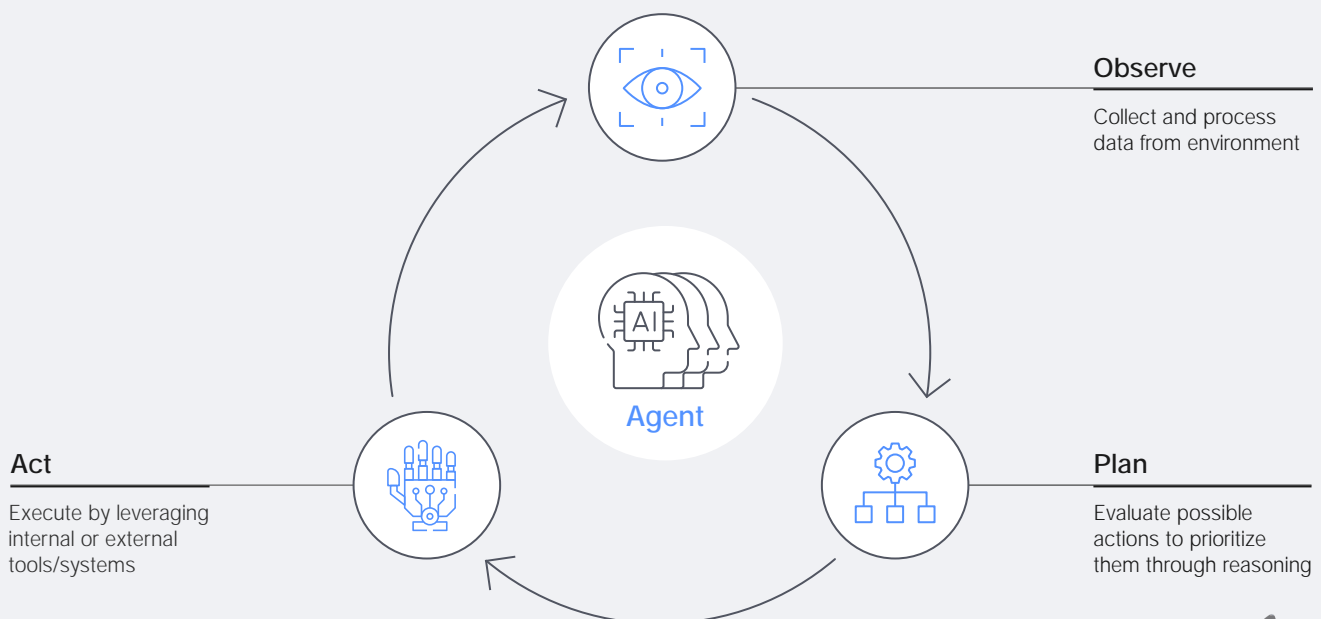 Observe
Collect and process
data from environment
AI
Agent
Act
Execute by leveraging
internal or external
tools/systems
Plan
Evaluate possible
actions to prioritize
them through reasoning